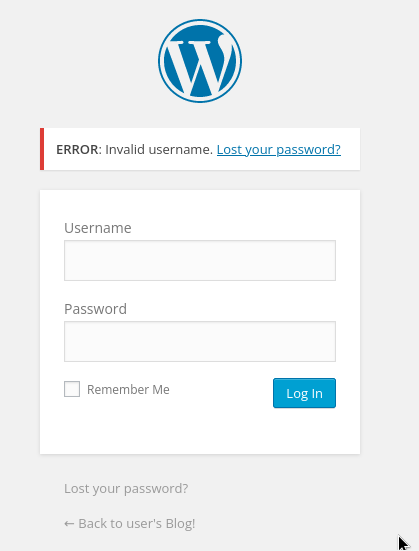 ERROR: Invalid username. Lost your password?
Username
Password
Remember Me
Log In
Lost your password?
← Back to user's Blog!